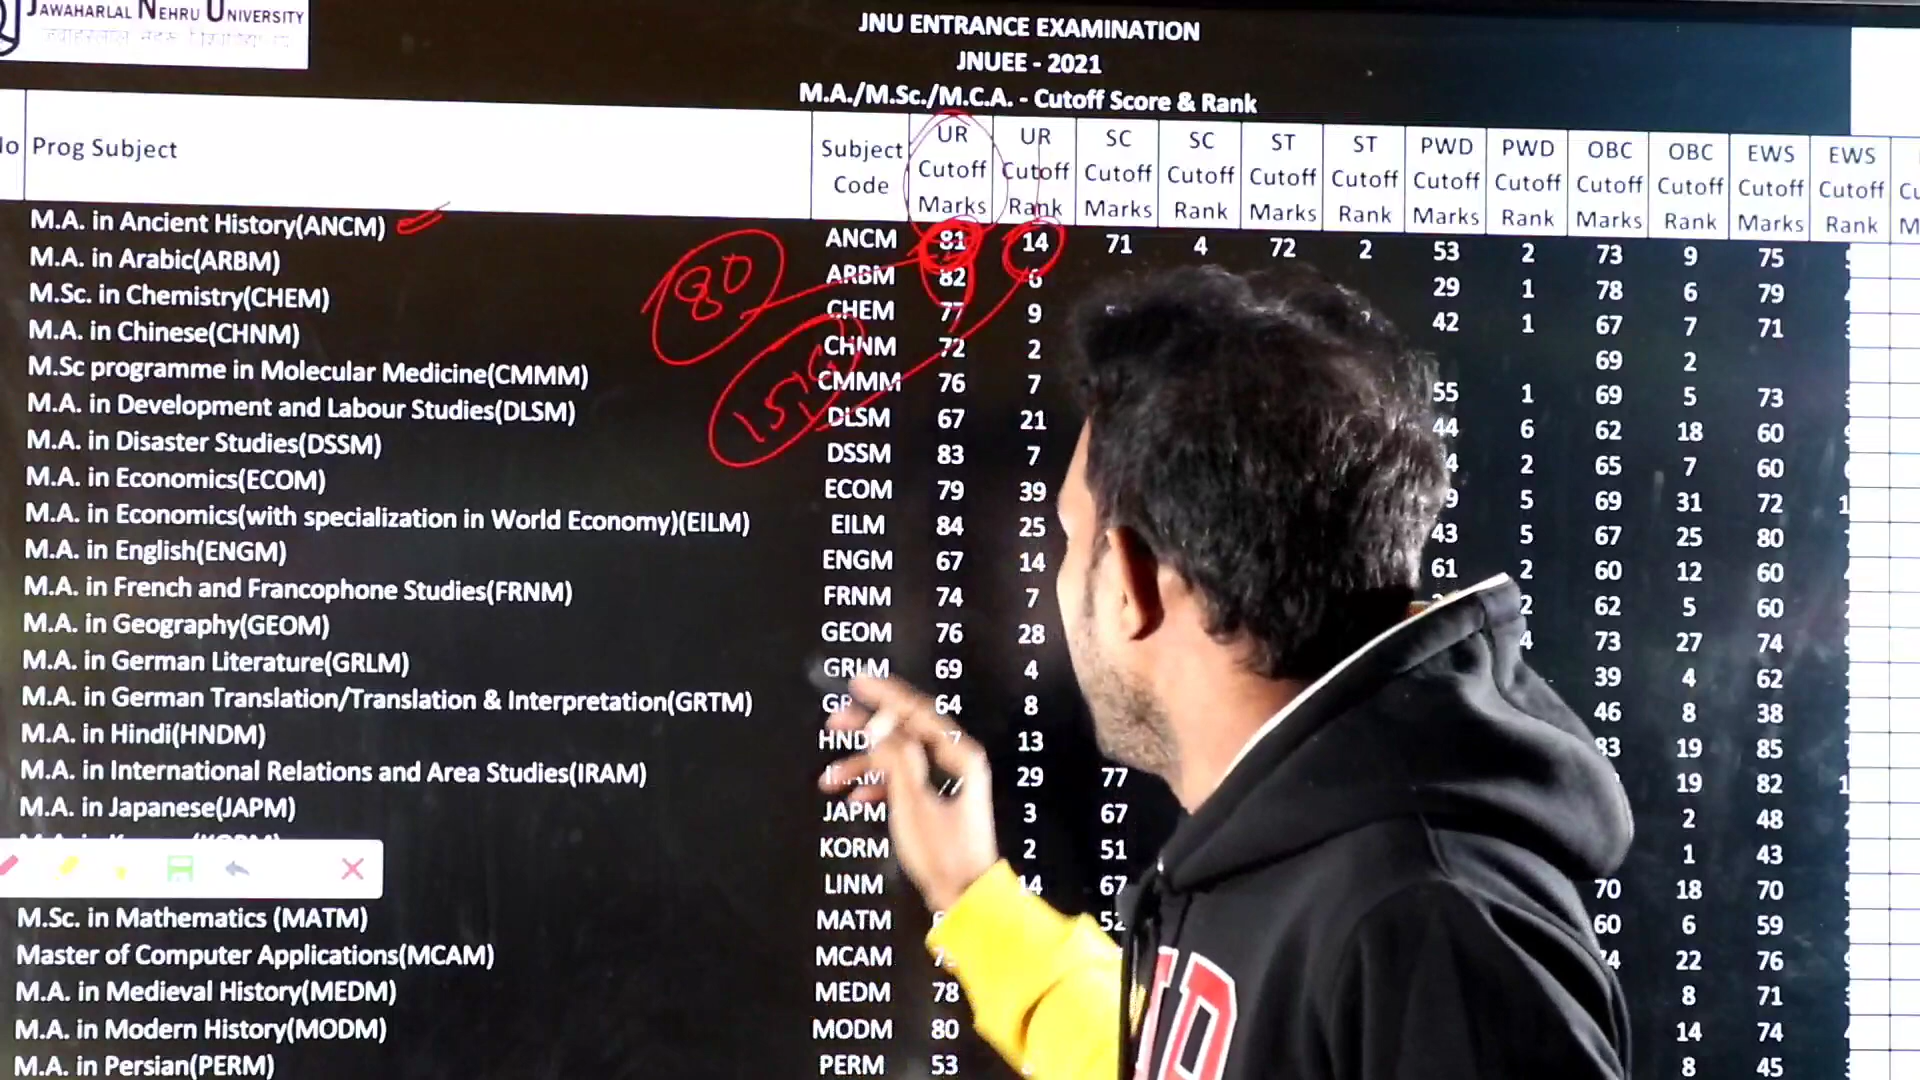 JAWAHARLAL NEHRU UNIVERSITY
JNU ENTRANCE EXAMINATION
JNUEE - 2021
M.A./M.Sc./M.C.A. - Cutoff Score & Rank
Prog Subject Subject Code UR Cutoff Marks UR Cutoff Rank SC Cutoff Marks SC Cutoff Rank ST Cutoff Marks ST Cutoff Rank PWD Cutoff Marks PWD Cutoff Rank OBC Cutoff Marks OBC Cutoff Rank EWS Cutoff Marks EWS Cutoff Rank
M.A. in Ancient History(ANCM) ANCM 81 14 71 4 72 2 53 2 73 9 75
80
M.A. in Arabic(ARBM) ARBM 82 6 29 1 78 6 79
M.Sc. in Chemistry(CHEM) CHEM 77 9 42 1 67 7 71
M.A. in Chinese(CHNM) CHNM 72 2 69 2
M.Sc programme in Molecular Medicine(CMMM) CMMM 76 7 55 1 69 5 73
M.A. in Development and Labour Studies(DLSM) DLSM 67 21 44 6 62 18 60
M.A. in Disaster Studies(DSSM) DSSM 83 7 2 65 7 60
M.A. in Economics(ECOM) ECOM 79 39 5 69 31 72
M.A. in Economics(with specialization in World Economy)(EILM) EILM 84 25 43 5 67 25 80
M.A. in English(ENGM) ENGM 67 14 61 2 60 12 60
M.A. in French and Francophone Studies(FRNM) FRNM 74 7 2 62 5 60
M.A. in Geography(GEOM) GEOM 76 28 4 73 27 74
M.A. in German Literature(GRLM) GRLM 69 4 39 4 62
M.A. in German Translation/Translation & Interpretation(GRTM) 64 8 46 8 38
M.A. in Hindi(HNDM) 13 83 19 85
M.A. in International Relations and Area Studies(IRAM) 29 77 19 82
M.A. in Japanese(JAPM) JAPM 3 67 2 48
KORM 2 51 1 43
LINM 14 67 70 18 70
M.Sc. in Mathematics (MATM) MATM 52 60 6 59
Master of Computer Applications(MCAM) MCAM 22 76
M.A. in Medieval History(MEDM) MEDM 78 8 71
M.A. in Modern History(MODM) MODM 80 14 74
M.A. in Persian(PERM) PERM 53 8 45